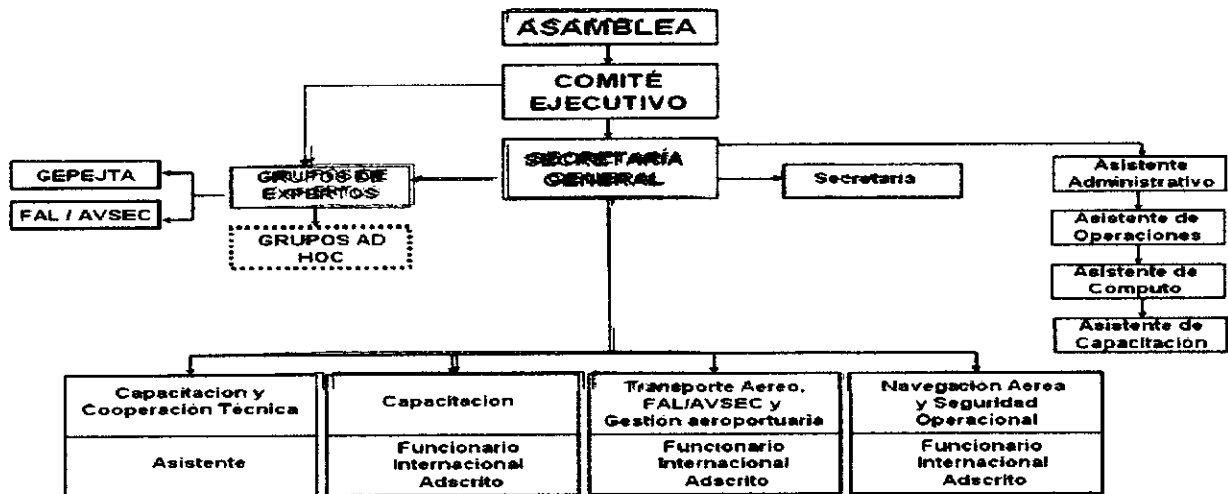 ASAMBLEA
COMITÉ
EJECUTIVO
SECRETARÍA
GENERAL
GEPEJTA
FAL / AVSEC
GRUPOS DE
EXPERTOS
GRUPOS AD
HOC
Secretaria
Asistente
Administrativo
Asistente de
Operaciones
Asistente de
Computo
Asistente de
Capacitación
Capacitacion y
Cooperación Técnica
Asistente
Capacitacion
Funcionario
Internacional
Adscrito
Transporte Aereo,
FAL/AVSEC y
Gestión aeroportuaria
Funcionario
Internacional
Adscrito
Navegación Aerea
y Seguridad
Operacional
Funcionario
Internacional
Adscrito